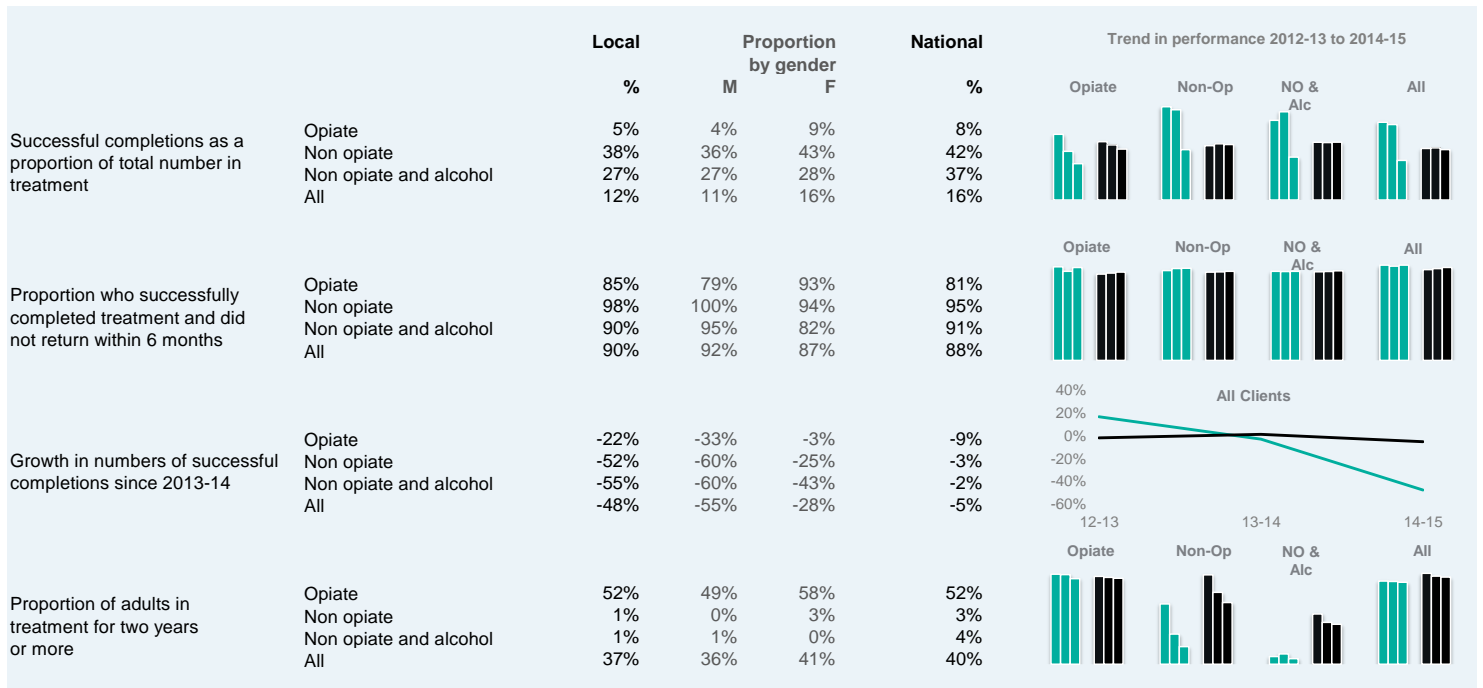 Local Proportion National Trend in performance 2012-13 to 2014-15
by gender
% M F % Opiate Non-Op NO & All
Alc
Successful completions as a
proportion of total number in
treatment
Opiate 5% 4% 9% 8%
Non opiate 38% 36% 43% 42%
Non opiate and alcohol 27% 27% 28% 37%
All 12% 11% 16% 16%
Opiate Non-Op NO & All
Alc
Proportion who successfully
completed treatment and did
not return within 6 months
Opiate 85% 79% 93% 81%
Non opiate 98% 100% 94% 95%
Non opiate and alcohol 90% 95% 82% 91%
All 90% 92% 87% 88%
All Clients
40%
20%
0%
-20%
-40%
-60%
12-13 13-14 14-15
Growth in numbers of successful
completions since 2013-14
Opiate -22% -33% -3% -9%
Non opiate -52% -60% -25% -3%
Non opiate and alcohol -55% -60% -43% -2%
All -48% -55% -28% -5%
Opiate Non-Op NO & All
Alc
Proportion of adults in
treatment for two years
or more
Opiate 52% 49% 58% 52%
Non opiate 1% 0% 3% 3%
Non opiate and alcohol 1% 1% 0% 4%
All 37% 36% 41% 40%